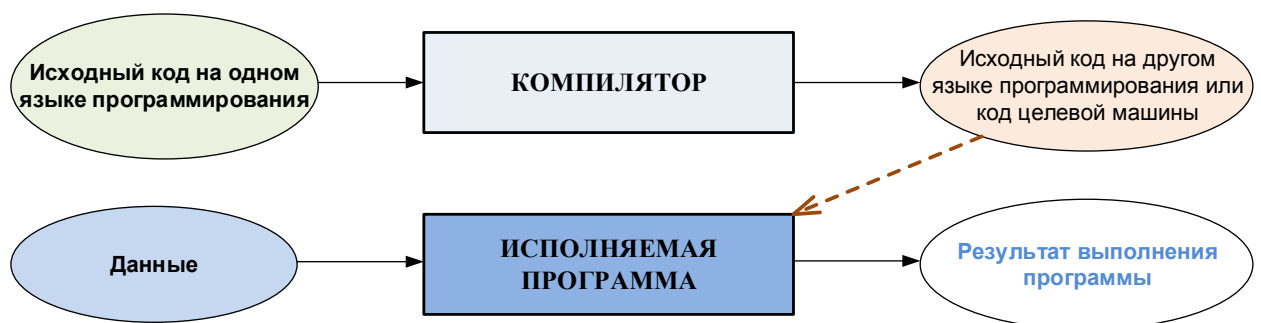 Исходный код на одном
языке программирования
КОМПИЛЯТОР
Исходный код на другом
языке программирования или
код целевой машины
Данные
ИСПОЛНЯЕМАЯ
ПРОГРАММА
Результат выполнения
программы